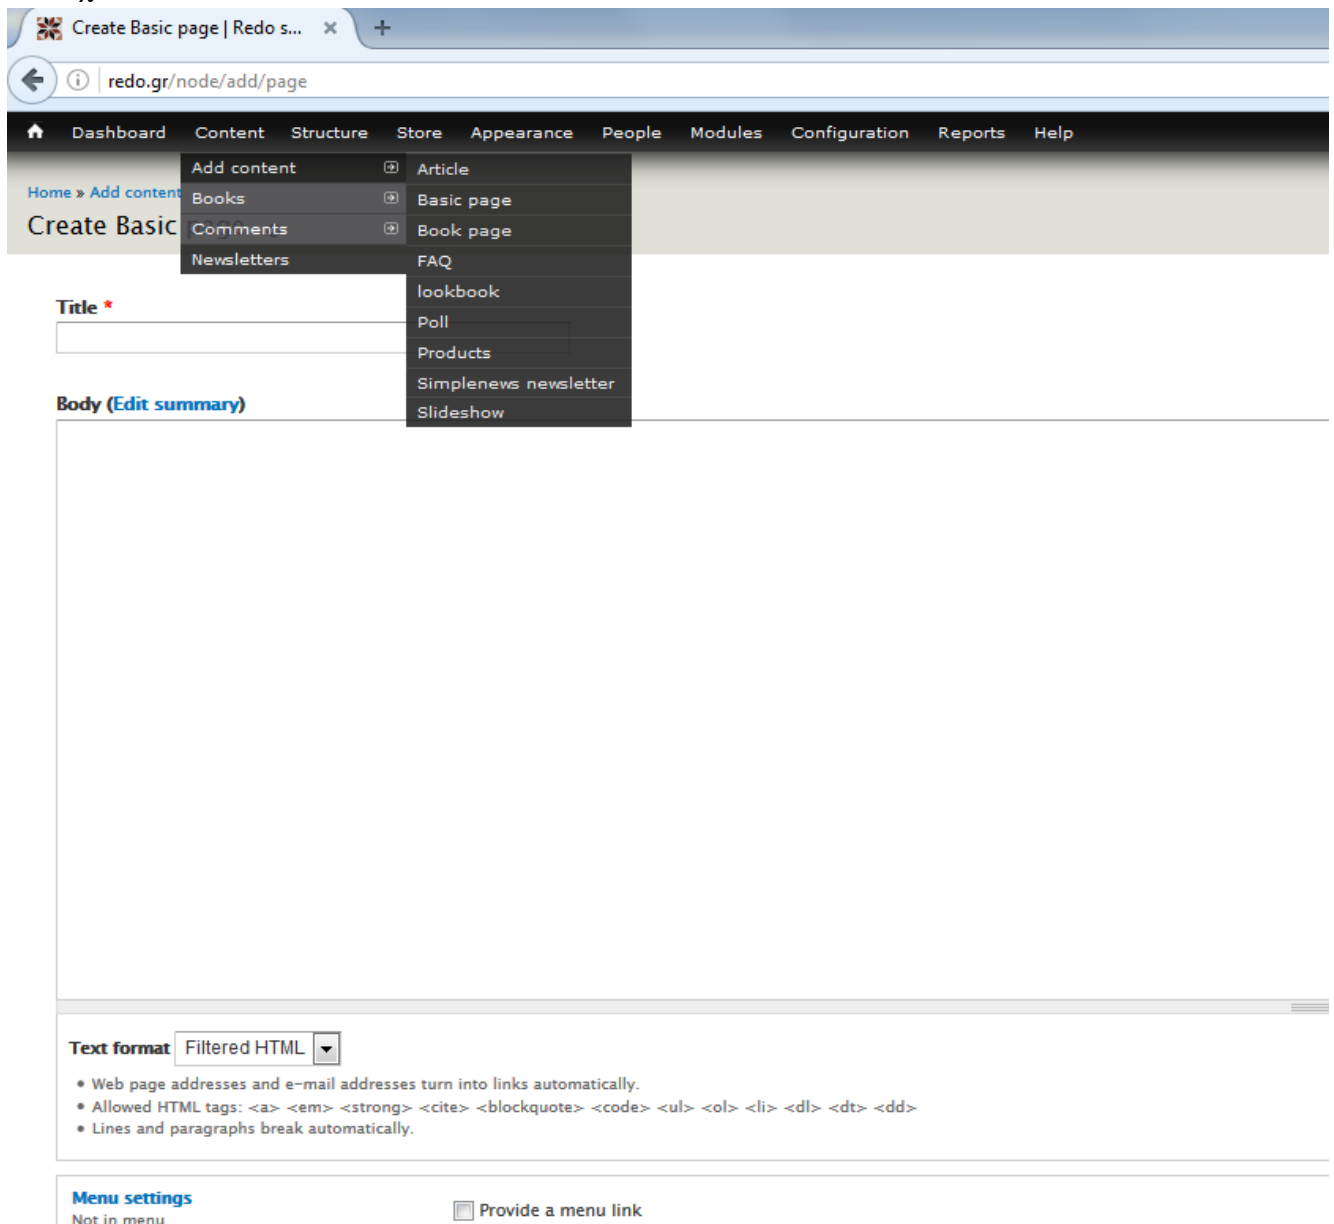 Create Basic page | Redo s...
redo.gr/node/add/page
Dashboard Content Structure Store Appearance People Modules Configuration Reports Help
Add content
Books
Comments
Newsletters
Article
Basic page
Book page
FAQ
lookbook
Poll
Products
Simplenews newsletter
Slideshow
Home » Add content
Create Basic page
Title *
Body (Edit summary)
Text format Filtered HTML
• Web page addresses and e-mail addresses turn into links automatically.
• Allowed HTML tags: <a> <em> <strong> <cite> <blockquote> <code> <ul> <ol> <li> <dl> <dt> <dd>
• Lines and paragraphs break automatically.
Menu settings
Not in menu
Provide a menu link